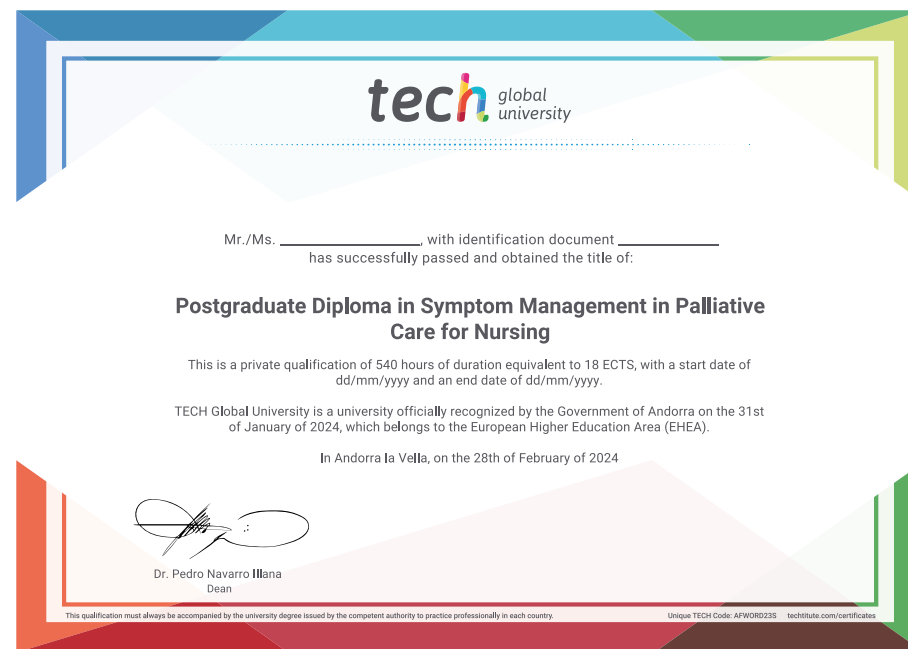 tech global
university
Mr./Ms. ____________________, with identification document ______________
has successfully passed and obtained the title of:
Postgraduate Diploma in Symptom Management in Palliative
Care for Nursing
This is a private qualification of 540 hours of duration equivalent to 18 ECTS, with a start date of
dd/mm/yyyy and an end date of dd/mm/yyyy.
TECH Global University is a university officially recognized by the Government of Andorra on the 31st
of January of 2024, which belongs to the European Higher Education Area (EHEA).
In Andorra la Vella, on the 28th of February of 2024
Dr. Pedro Navarro Illana
Dean
This qualification must always be accompanied by the university degree issued by the competent authority to practice professionally in each country. Unique TECH Code: AFWORD23S techtitute.com/certificates